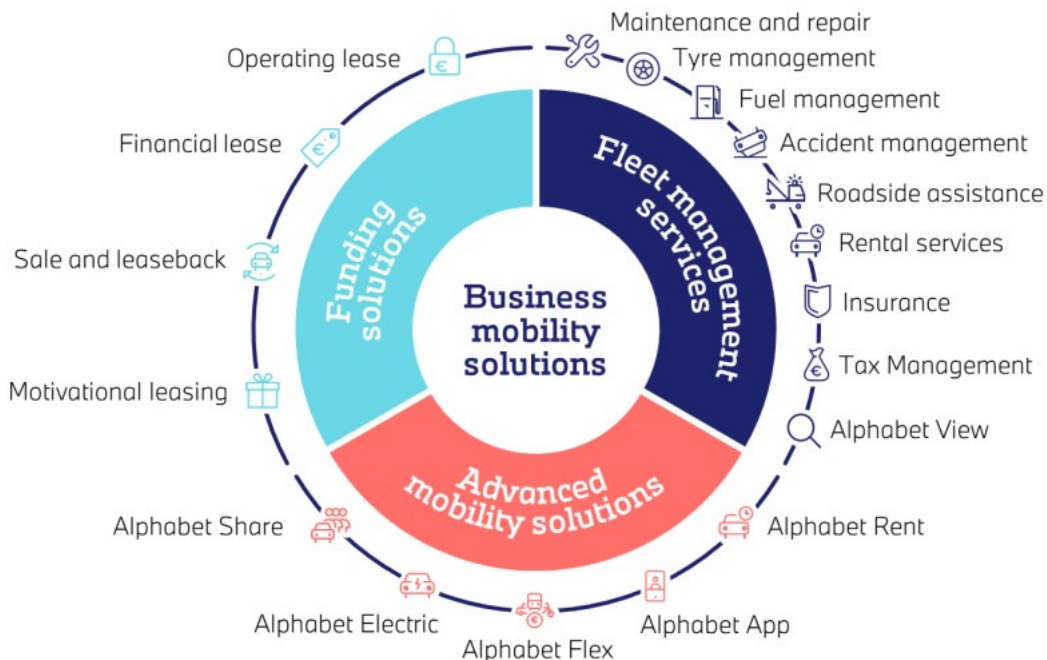 Maintenance and repair
Operating lease
Tyre management
Fuel management
Financial lease
Accident management
Roadside assistance
Rental services
Sale and leaseback
Insurance
Tax Management
Motivational leasing
Alphabet View
Funding
solutions
Fleet management
services
Business
mobility
solutions
Advanced
mobility solutions
Alphabet Share
Alphabet Rent
Alphabet Electric
Alphabet App
Alphabet Flex